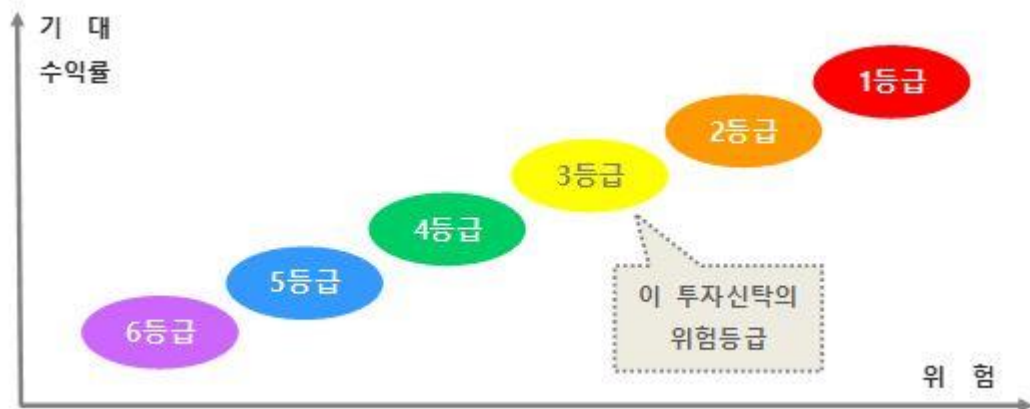 기 대
수익률
1등급
2등급
3등급
4등급
5등급
6등급
이 투자신탁의
위험등급
위 험